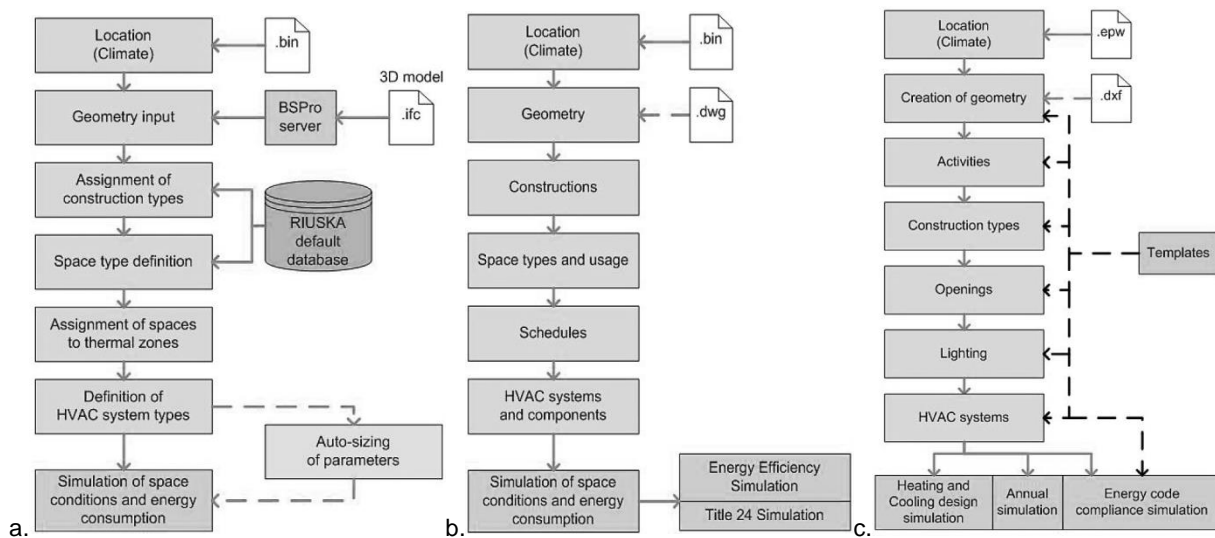 Location
(Climate)
.bin
3D model
Geometry input
BSPro
server
.ifc
Assignment of
construction types
RIUSKA
default
database
Space type definition
Assignment of spaces
to thermal zones
Definition of
HVAC system types
Auto-sizing
of parameters
Simulation of space
conditions and energy
consumption
a.
Location
(Climate)
.bin
Geometry
.dwg
Constructions
Space types and usage
Schedules
HVAC systems
and components
Simulation of space
conditions and energy
consumption
Energy Efficiency
Simulation
Title 24 Simulation
b.
Location
(Climate)
.epw
Creation of geometry
.dxf
Activities
Construction types
Templates
Openings
Lighting
HVAC systems
Heating and
Cooling design
simulation
Annual
simulation
Energy code
compliance simulation
c.